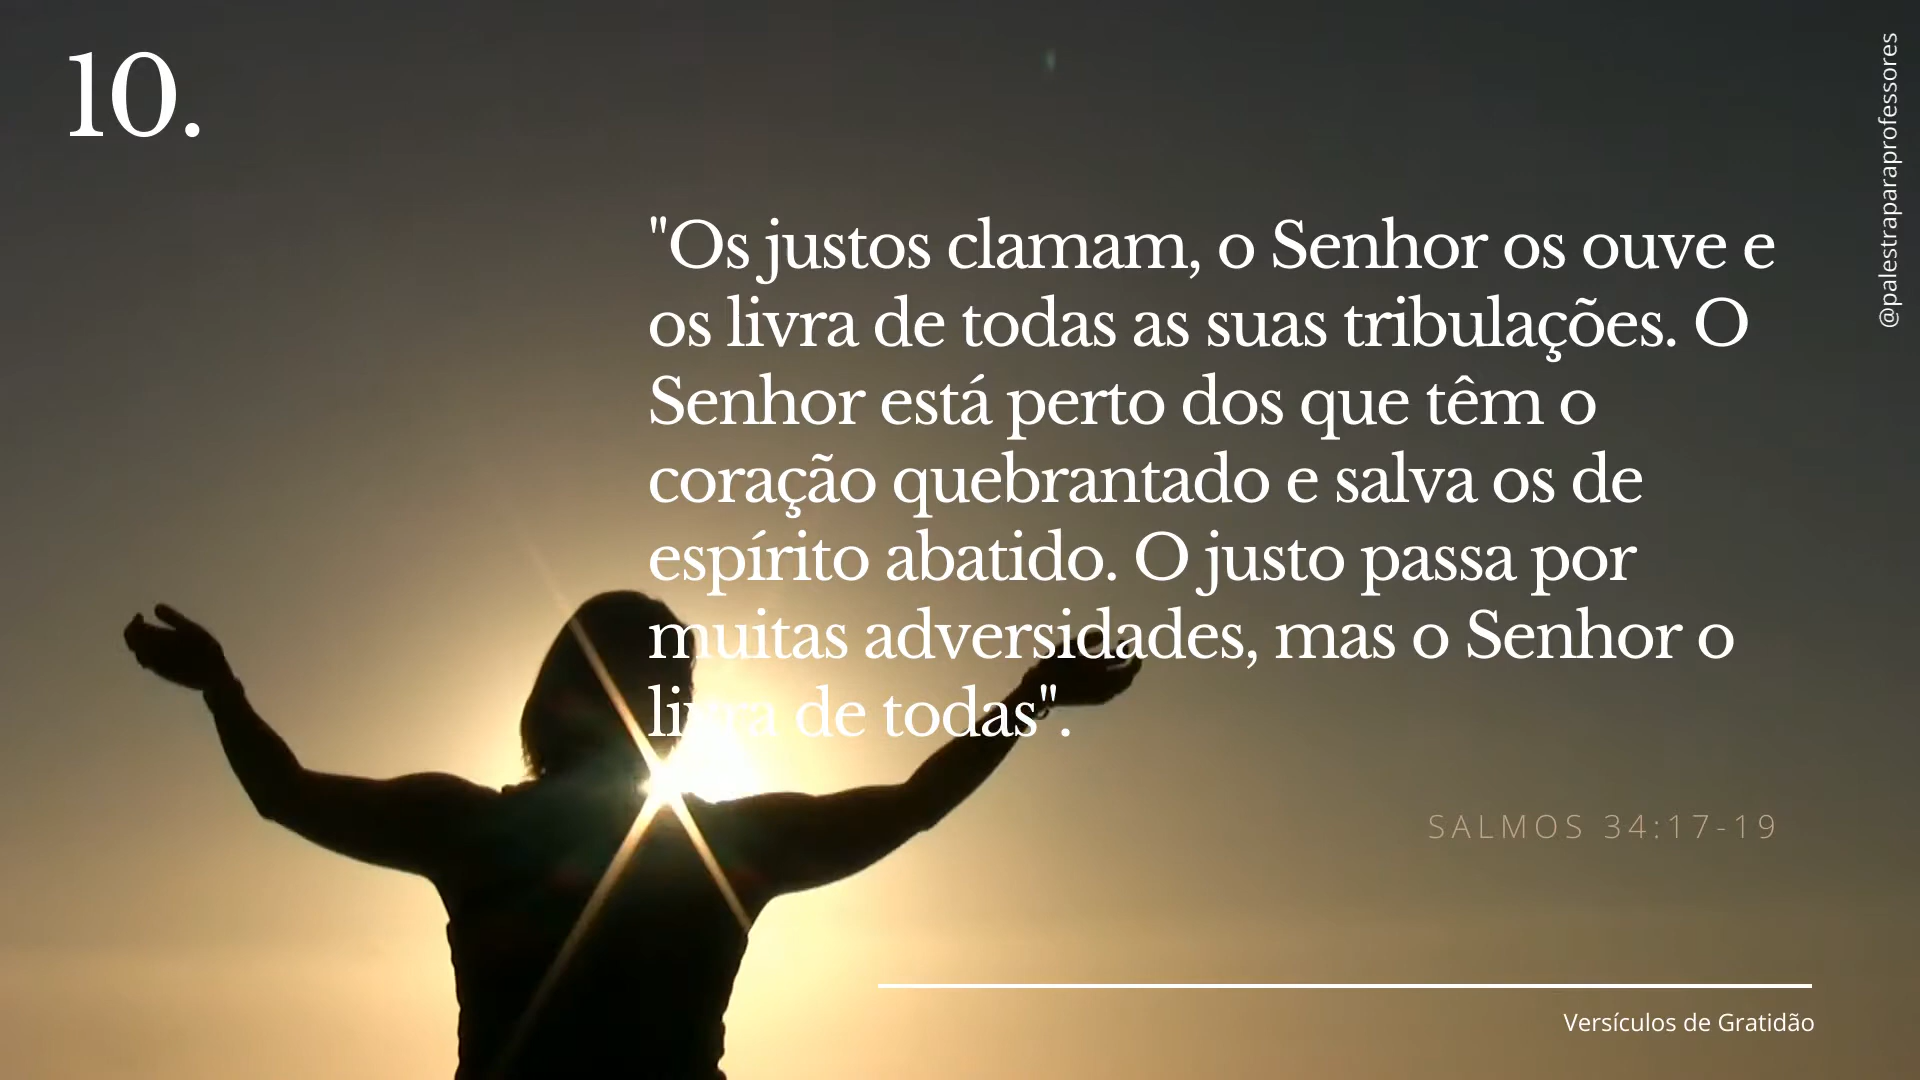 10.
@palestraparaprofessores
"Os justos clamam, o Senhor os ouve e
os livra de todas as suas tribulações. O
Senhor está perto dos que têm o
coração quebrantado e salva os de
espírito abatido. O justo passa por
muitas adversidades, mas o Senhor o
livra de todas".
SALMOS 34:17-19
Versículos de Gratidão